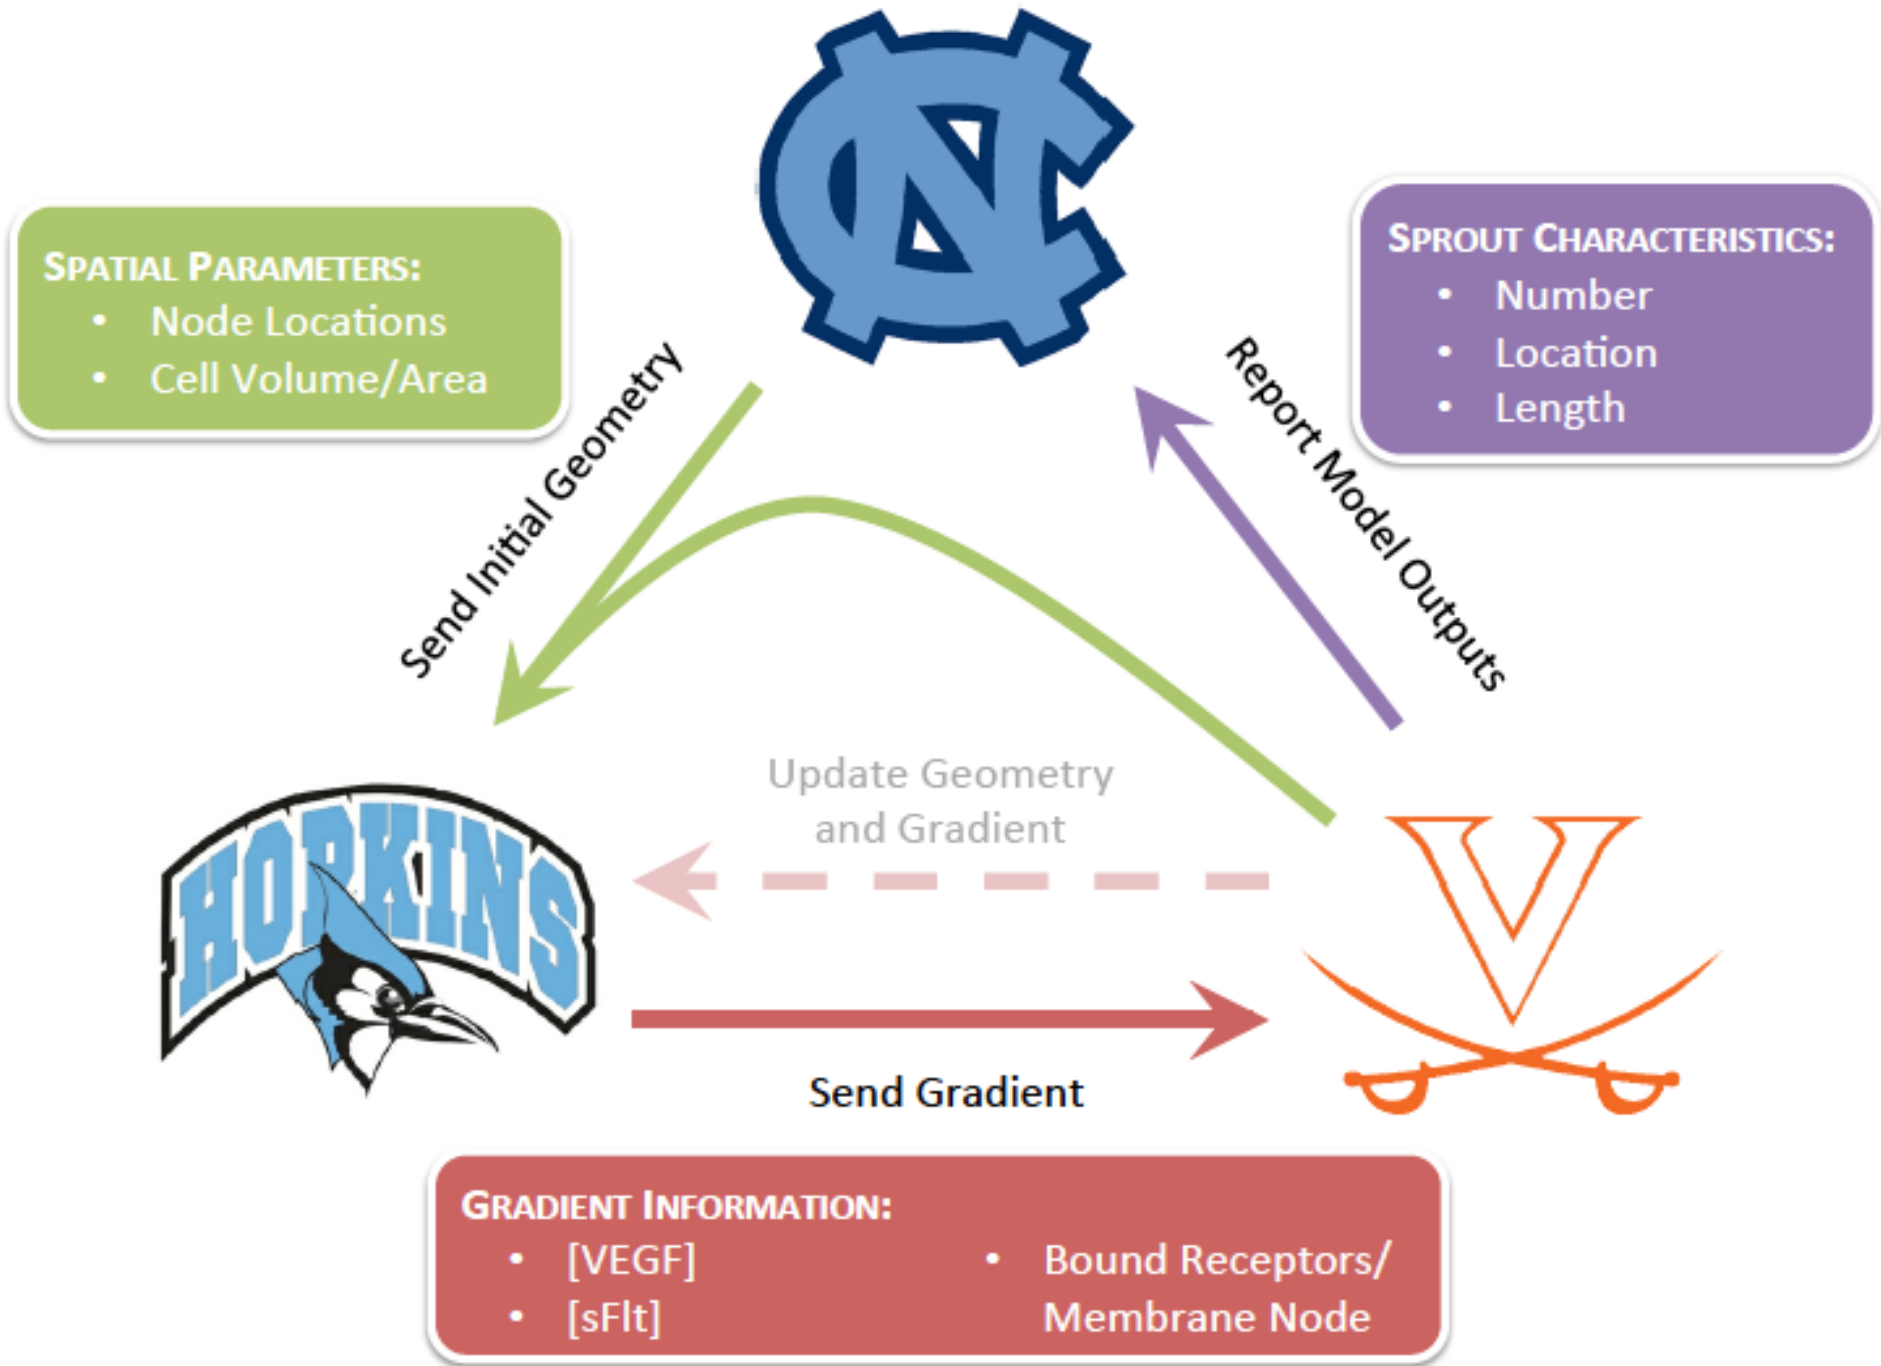 NC
SPATIAL PARAMETERS:
• Node Locations
• Cell Volume/Area
SPROUT CHARACTERISTICS:
• Number
• Location
• Length
Send Initial Geometry
Report Model Outputs
Update Geometry
and Gradient
HOPKINS
V
Send Gradient
GRADIENT INFORMATION:
• [VEGF]
• [sFlt]
• Bound Receptors/
Membrane Node